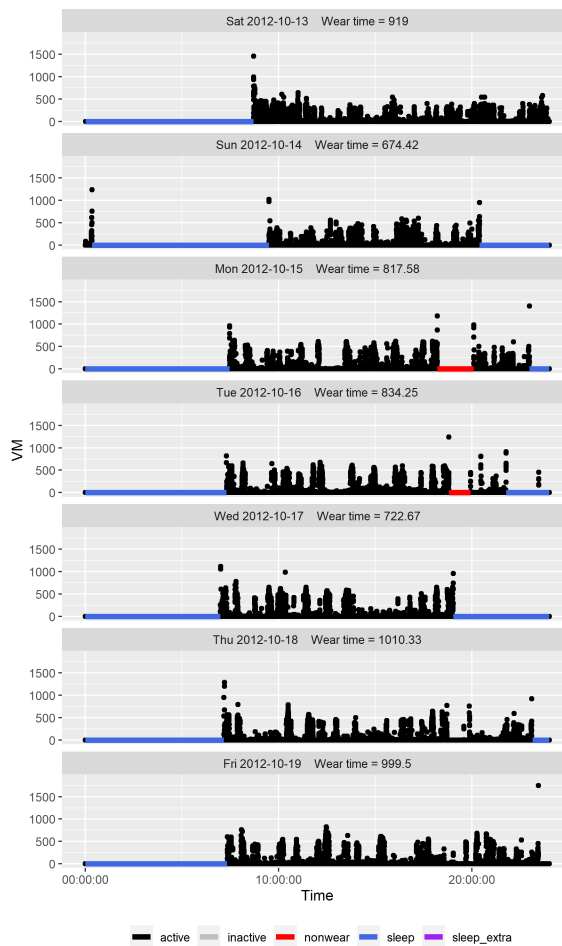 Sat 2012-10-13 Wear time = 919
1500
1000
500
0
Sun 2012-10-14 Wear time = 674.42
1500
1000
500
0
Mon 2012-10-15 Wear time = 817.58
1500
1000
500
0
Tue 2012-10-16 Wear time = 834.25
1500
1000
500
0
Wed 2012-10-17 Wear time = 722.67
1500
1000
500
0
Thu 2012-10-18 Wear time = 1010.33
1500
1000
500
0
Fri 2012-10-19 Wear time = 999.5
1500
1000
500
0
VM
00:00:00 10:00:00 20:00:00
Time
active inactive nonwear sleep sleep_extra